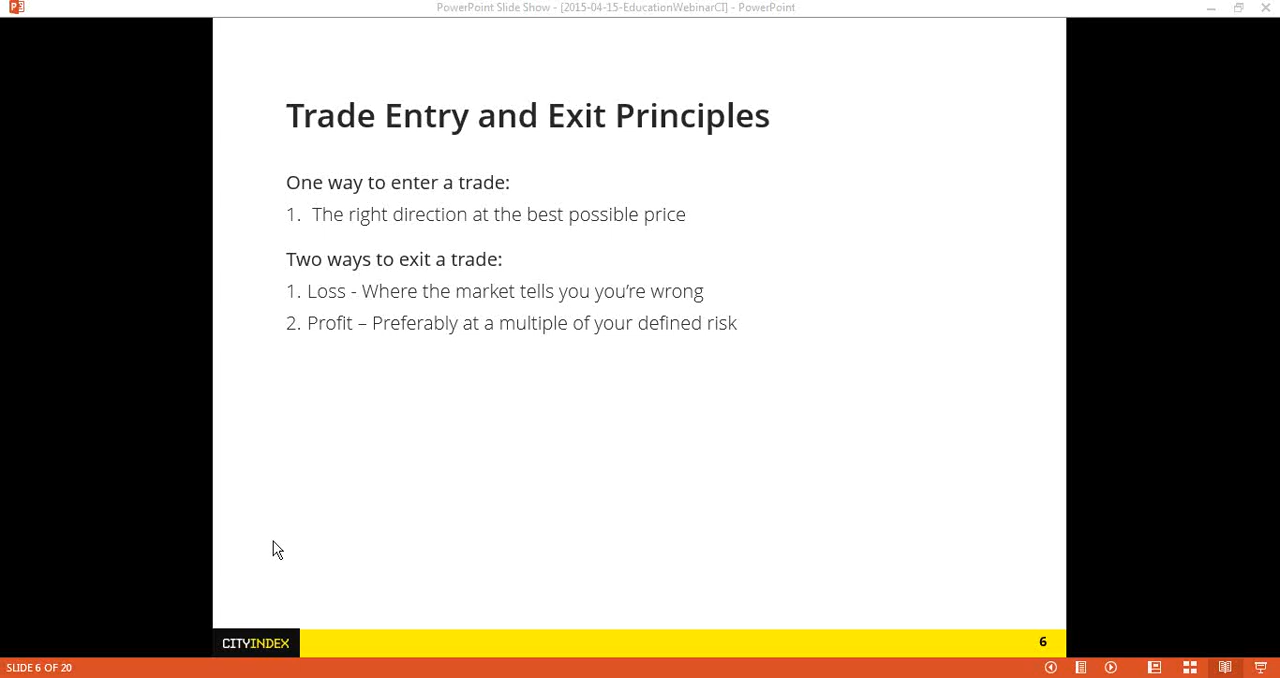 PowerPoint Slide Show - [2015-04-15-EducationWebinarCI] - PowerPoint
Trade Entry and Exit Principles
One way to enter a trade:
1. The right direction at the best possible price
Two ways to exit a trade:
1. Loss - Where the market tells you you’re wrong
2. Profit – Preferably at a multiple of your defined risk
CITYINDEX
6
SLIDE 6 OF 20